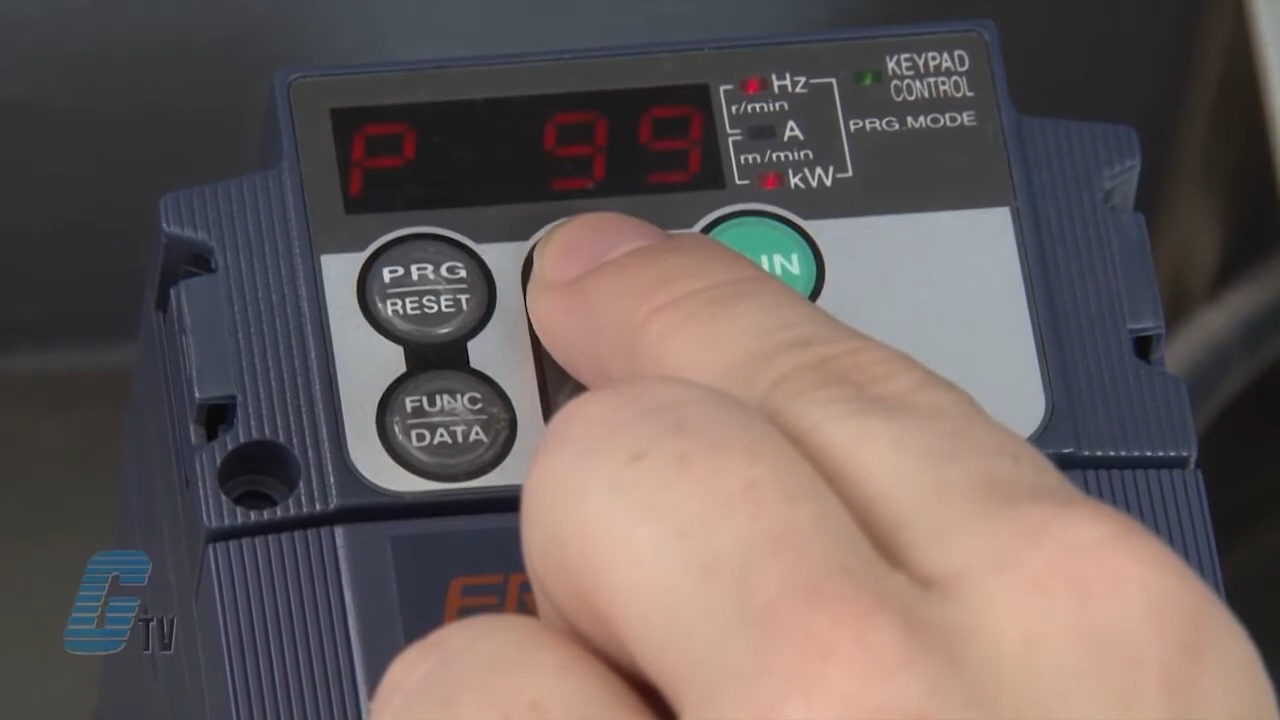 P 99
Hz
r/min
A
m/min
kW
KEYPAD
CONTROL
PRG.MODE
PRG
RESET
FUNC
DATA
G TV